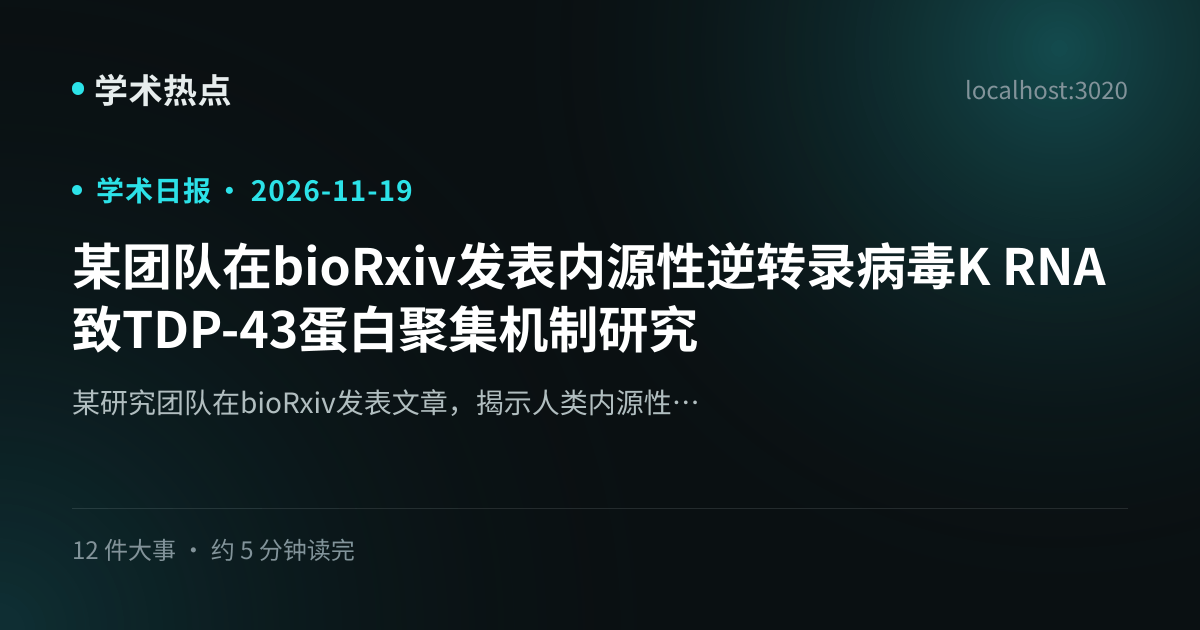 学术热点
localhost:3020
学术日报 · 2026-11-19
某团队在bioRxiv发表内源性逆转录病毒K RNA
致TDP-43蛋白聚集机制研究
某研究团队在bioRxiv发表文章，揭示人类内源性…
12 件大事 · 约 5 分钟读完